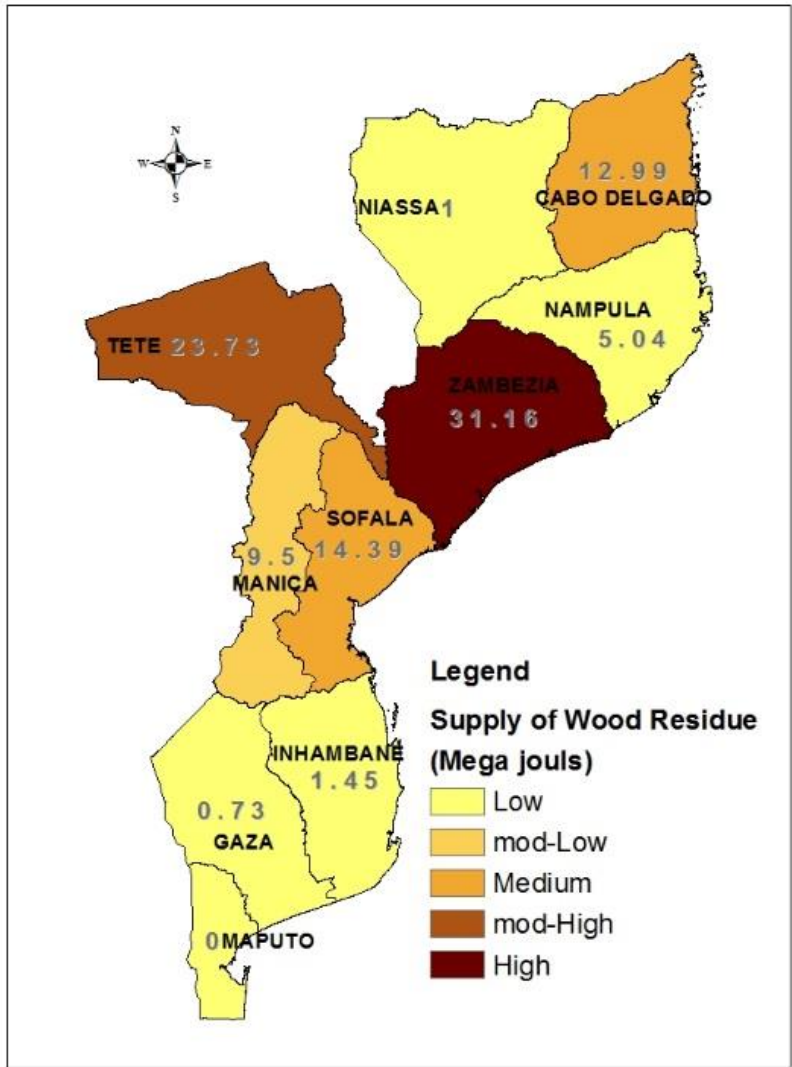 N
W E
S
12.99
CABO DELGADO
NIASSA 1
NAMPULA
5.04
TETE 23.73
ZAMBEZIA
31.16
SOFALA
14.39
9.5
MANICA
INHAMBANE
1.45
0.73
GAZA
0 MAPUTO
Legend
Supply of Wood Residue
(Mega jouls)
Low
mod-Low
Medium
mod-High
High